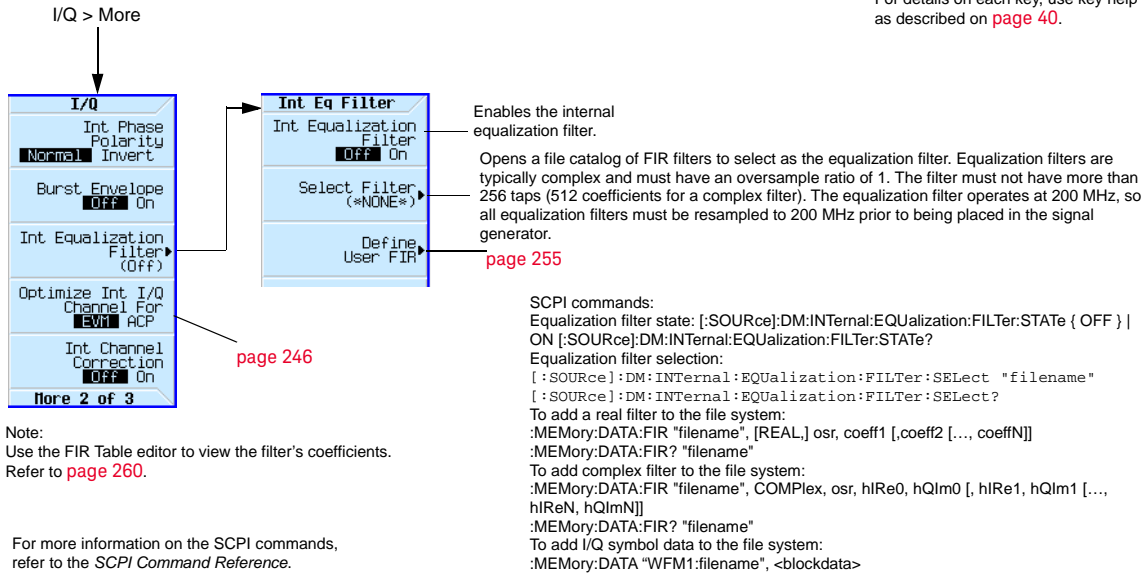 For details on each key, use key help
as described on page 40.
I/Q > More
I/Q
Int Phase
Polarity
Normal Invert
Burst Envelope
Off On
Int Equalization
Filter
(Off)
Optimize Int I/Q
Channel For
EVM ACP
Int Channel
Correction
Off On
More 2 of 3
Int Eq Filter
Int Equalization
Filter
Off On
Select Filter
(*NONE*)
Define
User FIR
Enables the internal
equalization filter.
Opens a file catalog of FIR filters to select as the equalization filter. Equalization filters are
typically complex and must have an oversample ratio of 1. The filter must not have more than
256 taps (512 coefficients for a complex filter). The equalization filter operates at 200 MHz, so
all equalization filters must be resampled to 200 MHz prior to being placed in the signal
generator.
page 255
page 246
SCPI commands:
Equalization filter state: [:SOURce]:DM:INTernal:EQUalization:FILTer:STATe { OFF } |
ON [:SOURce]:DM:INTernal:EQUalization:FILTer:STATe?
Equalization filter selection:
[:SOURce]:DM:INTernal:EQUalization:FILTer:SELect "filename"
[:SOURce]:DM:INTernal:EQUalization:FILTer:SELect?
To add a real filter to the file system:
:MEMory:DATA:FIR "filename", [REAL,] osr, coeff1 [,coeff2 […, coeffN]]
:MEMory:DATA:FIR? "filename"
To add complex filter to the file system:
:MEMory:DATA:FIR "filename", COMPlex, osr, hIRe0, hQIm0 [, hIRe1, hQIm1 […,
hIReN, hQImN]]
:MEMory:DATA:FIR? "filename"
To add I/Q symbol data to the file system:
:MEMory:DATA “WFM1:filename", <blockdata>
Note:
Use the FIR Table editor to view the filter’s coefficients.
Refer to page 260.
For more information on the SCPI commands,
refer to the SCPI Command Reference.